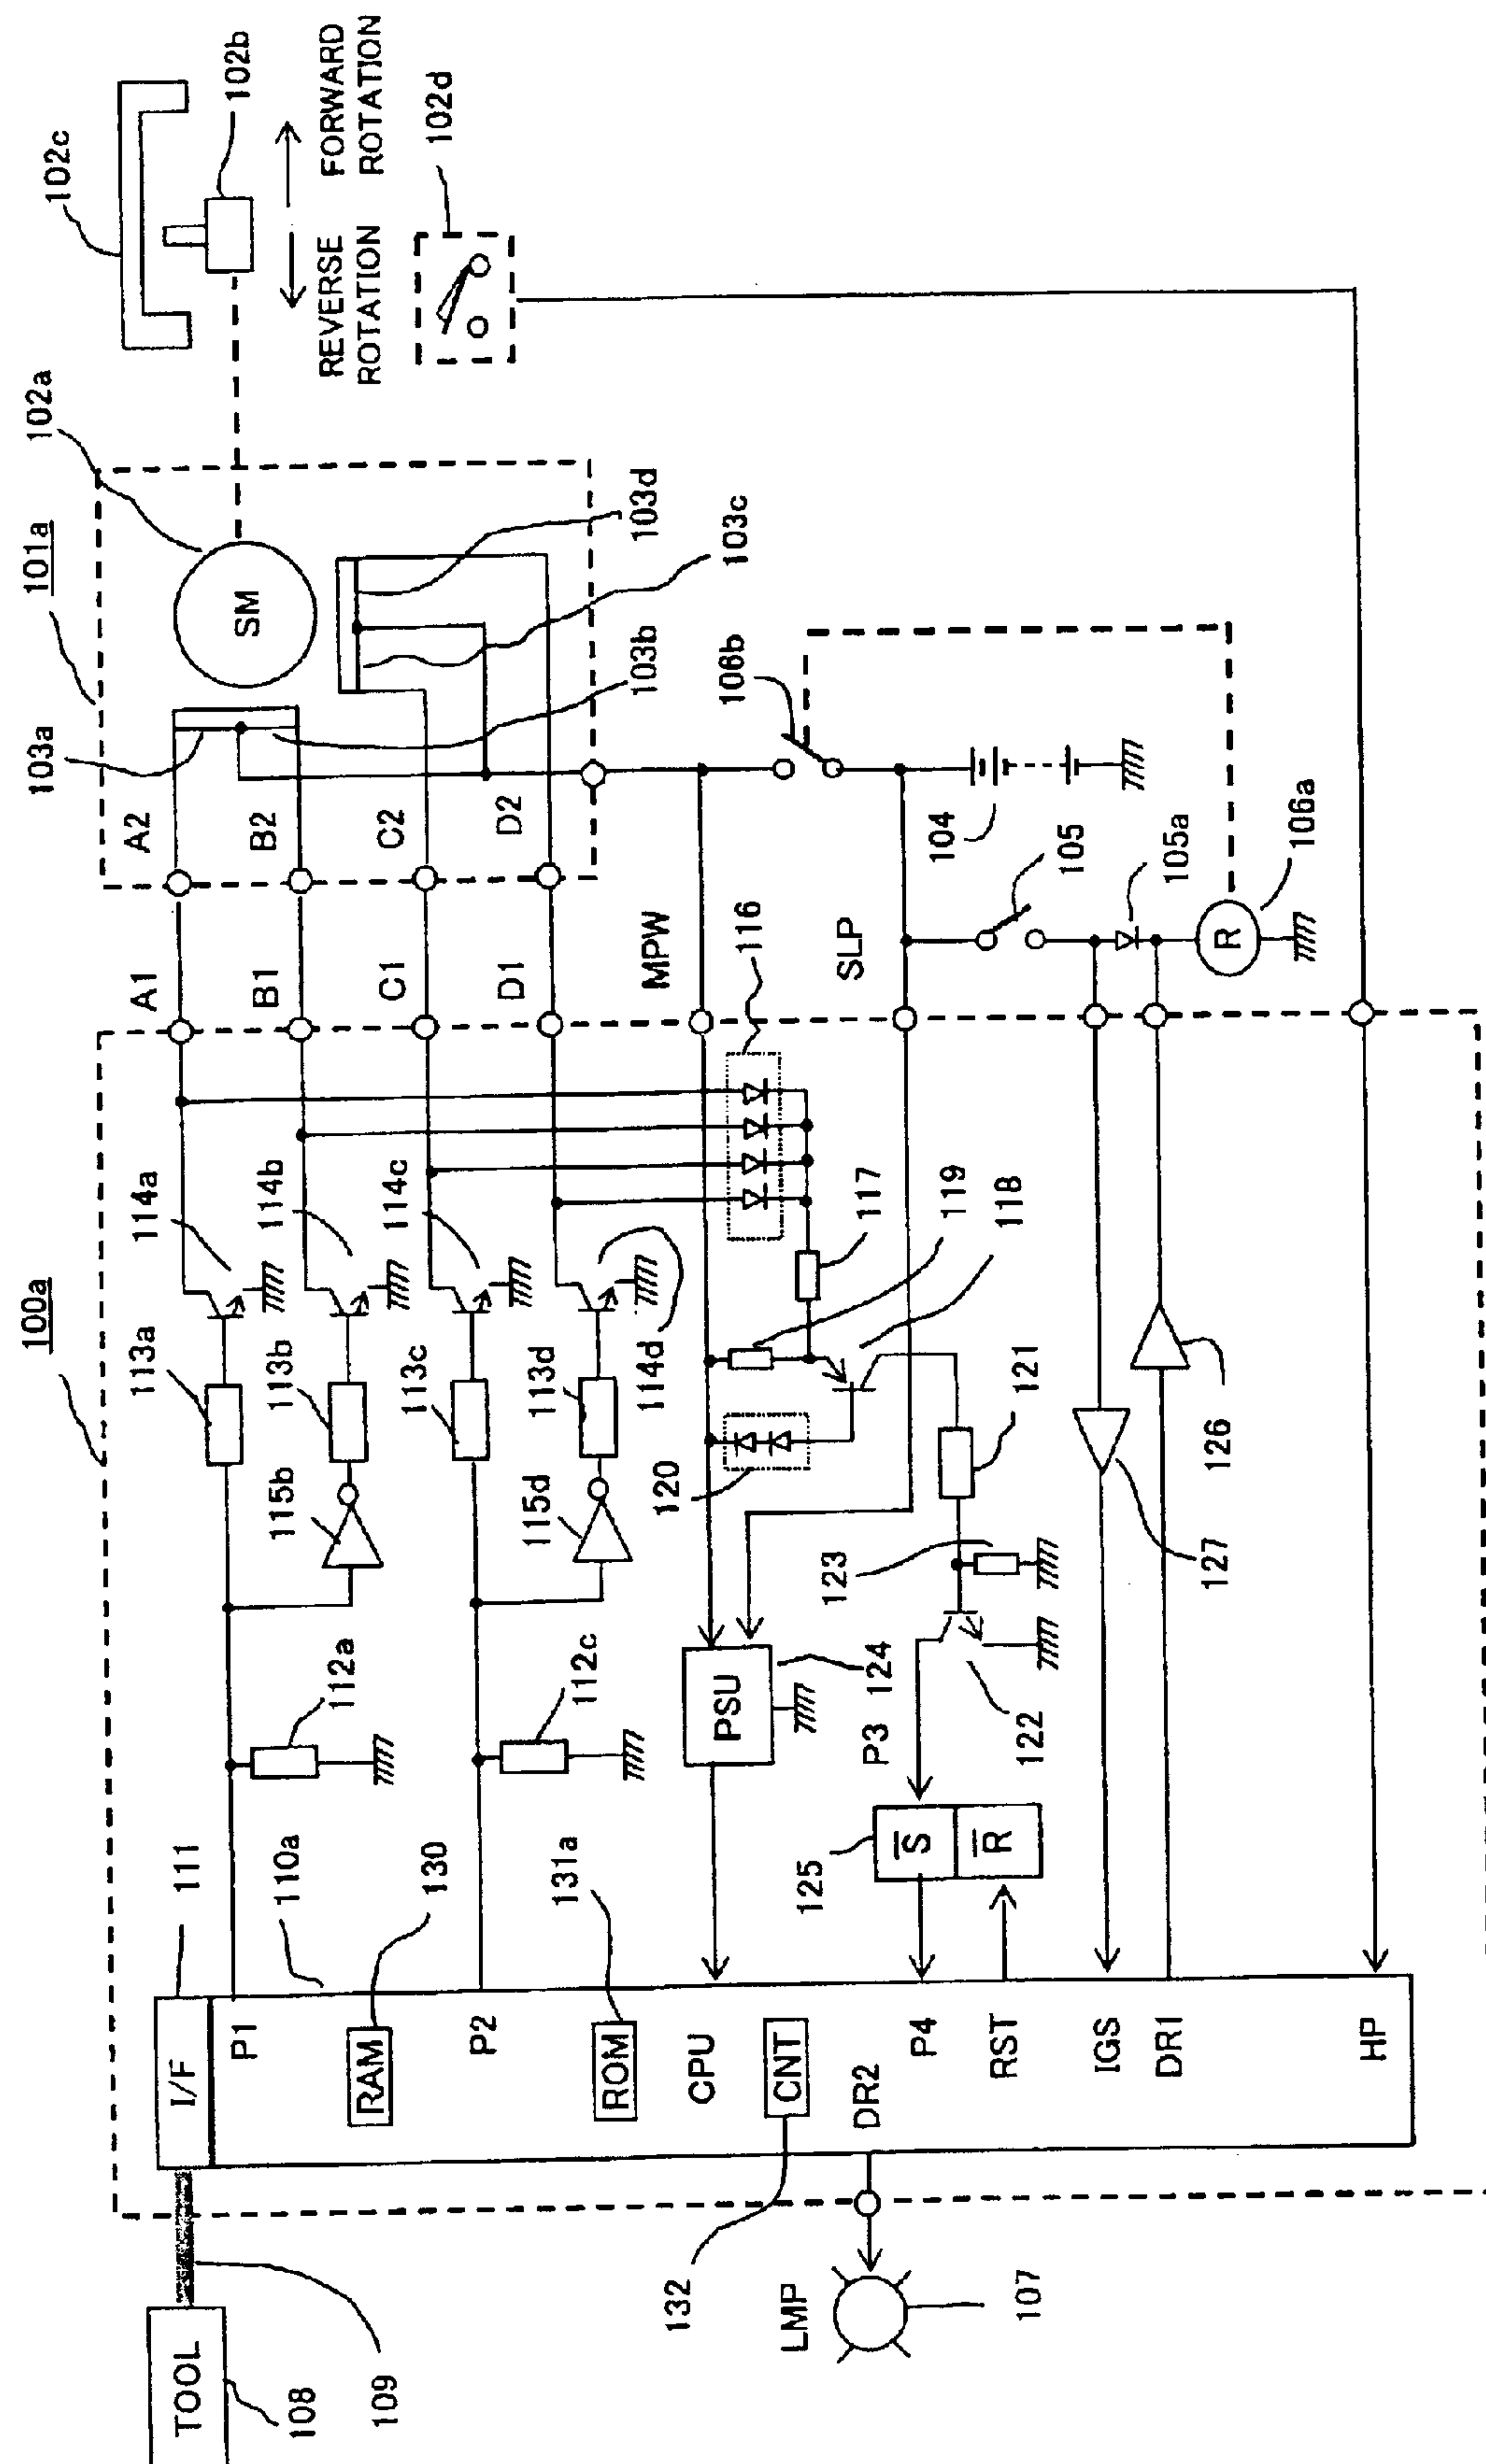 100a
101a
102a
102c
102b
FORWARD
ROTATION
REVERSE
ROTATION
102d
SM
103a
103d
103c
103b
A2
B2
C2
D2
A1
B1
C1
D1
MPW
SLP
106b
104
105
105a
106a
R
116
114a
114b
114c
114d
113a
113b
113c
113d
115b
115d
112a
112c
117
119
118
120
121
123
122
124
PSU
P3
125
S
R
126
127
111
110a
130
131a
I/F
P1
RAM
P2
ROM
CPU
CNT
DR2
P4
RST
IGS
DR1
HP
132
LMP
107
TOOL
108
109